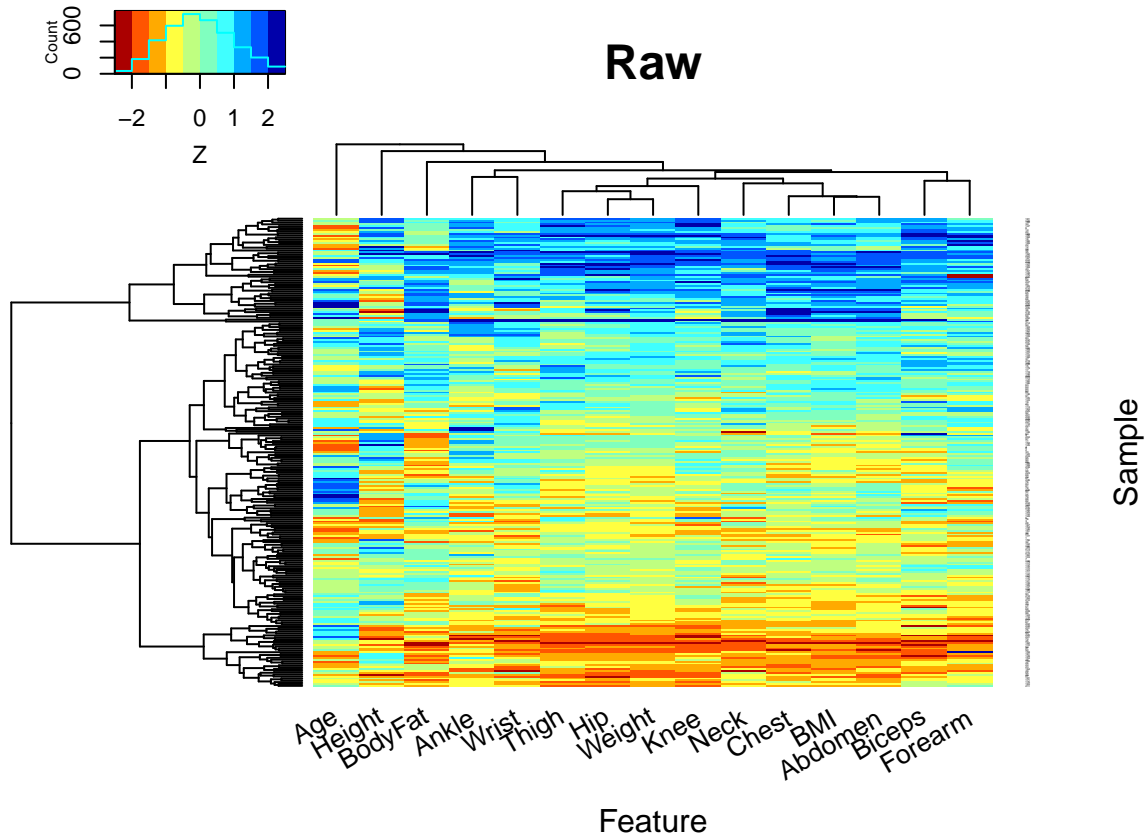 Raw
Count
600
0
−2
0
1
2
Z
Age
Height
BodyFat
Ankle
Wrist
Thigh
Hip
Weight
Knee
Neck
Chest
BMI
Abdomen
Biceps
Forearm
Feature
Sample